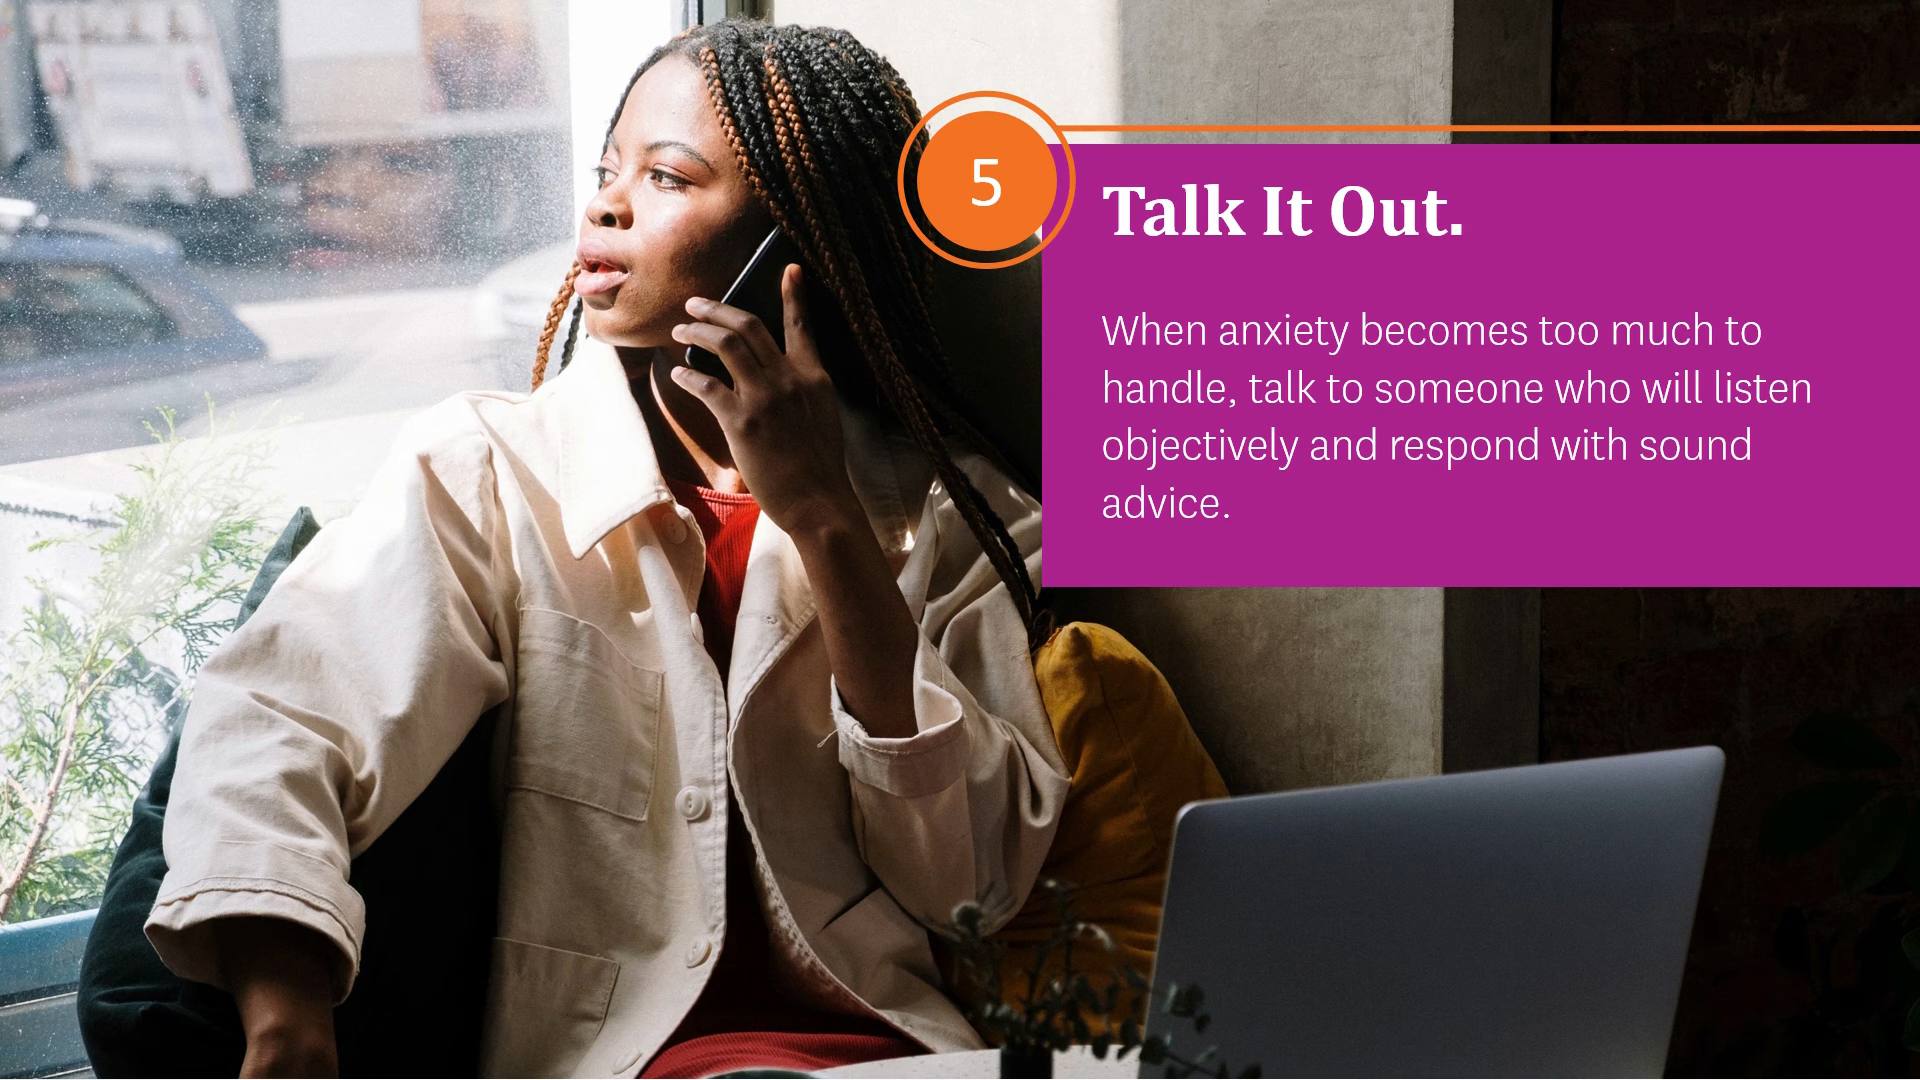 5
Talk It Out.
When anxiety becomes too much to
handle, talk to someone who will listen
objectively and respond with sound
advice.